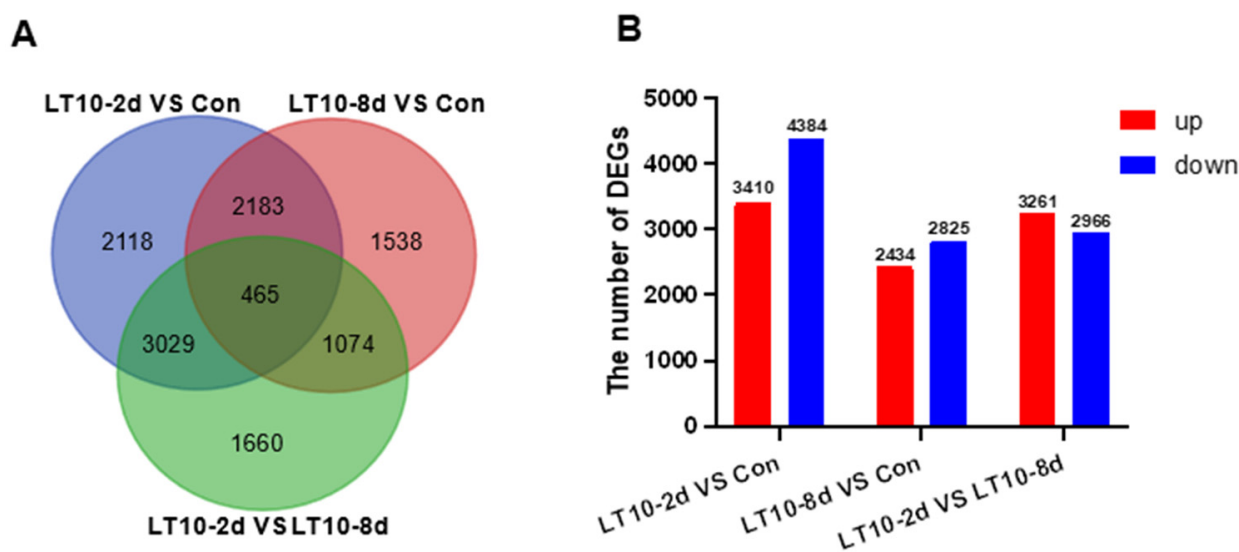 A
LT10-2d VS Con
LT10-8d VS Con
2118
2183
1538
465
3029
1074
1660
LT10-2d VS LT10-8d
B
The number of DEGs
5000
4000
3000
2000
1000
0
3410
4384
2434
2825
3261
2966
LT10-2d VS Con
LT10-8d VS Con
LT10-2d VS LT10-8d
up
down